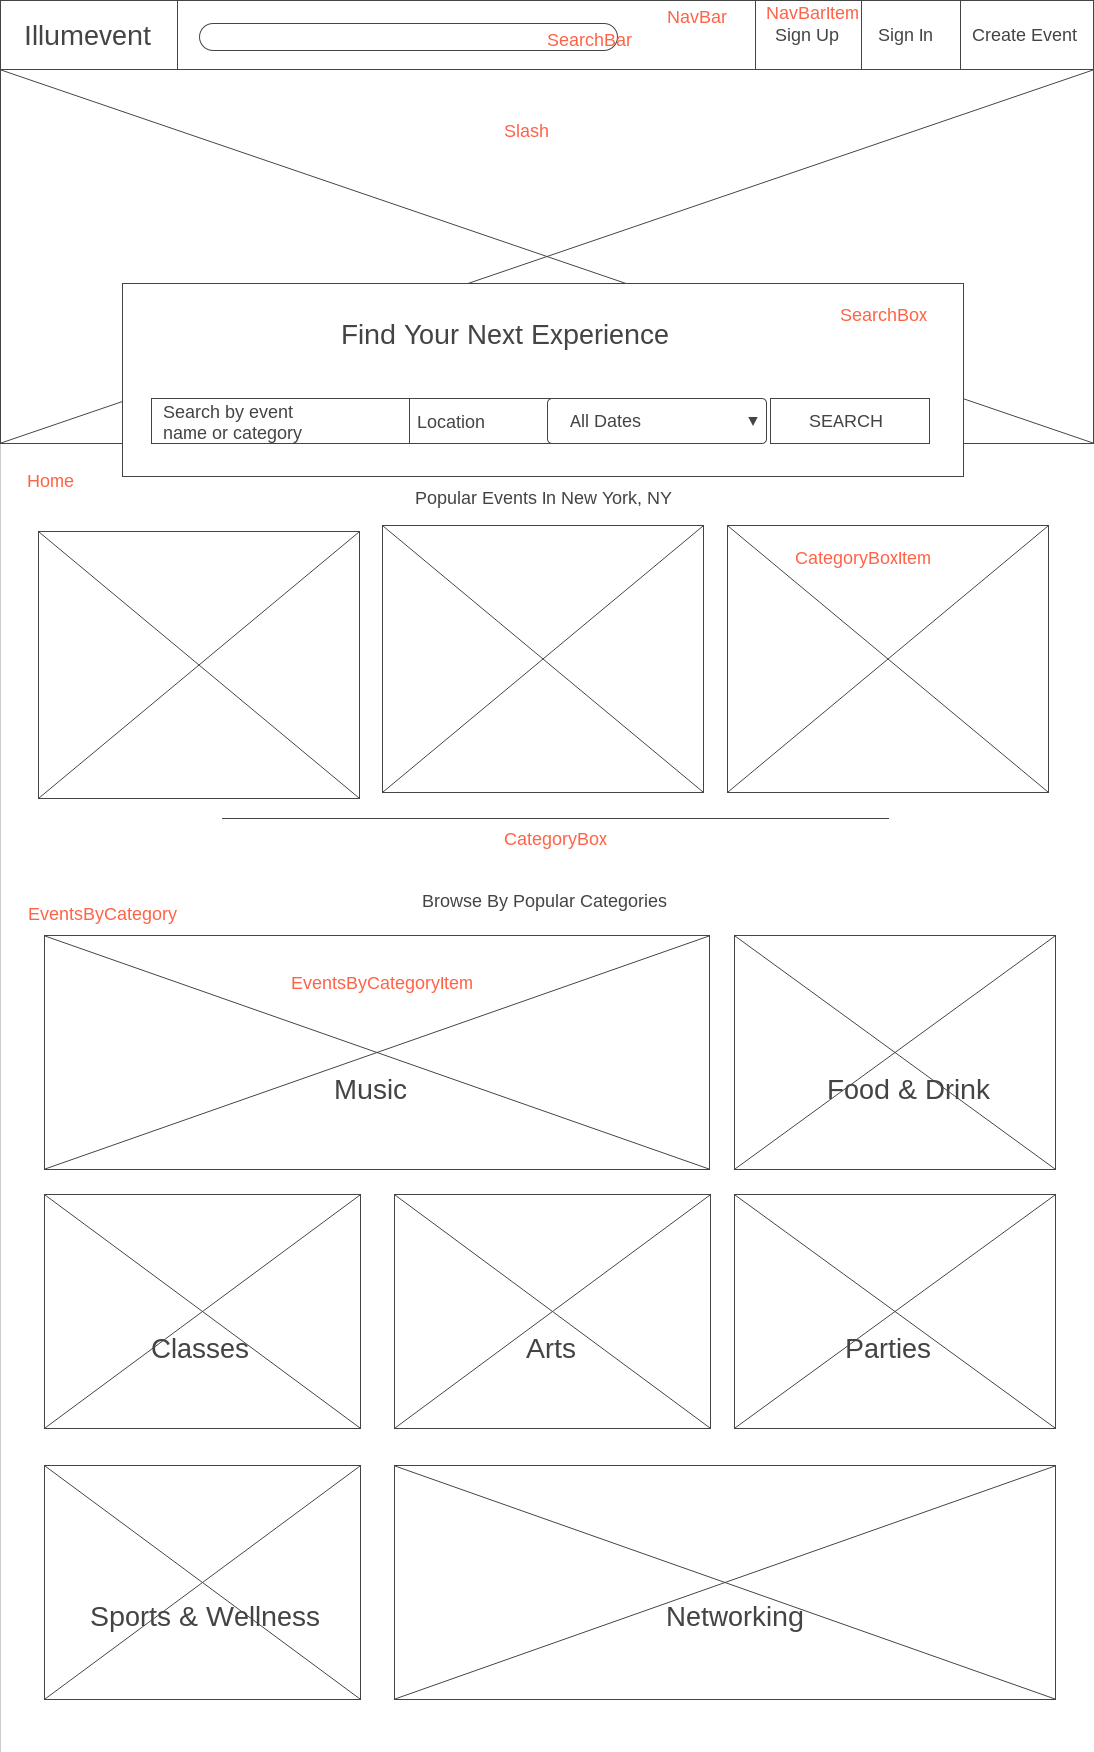 Illumevent
SearchBar
NavBar
NavBarItem
Sign Up
Sign In
Create Event
Slash
SearchBox
Find Your Next Experience
Search by event
name or category
Location
All Dates
SEARCH
Home
Popular Events In New York, NY
CategoryBoxItem
CategoryBox
Browse By Popular Categories
EventsByCategory
EventsByCategoryItem
Music
Food & Drink
Classes
Arts
Parties
Sports & Wellness
Networking